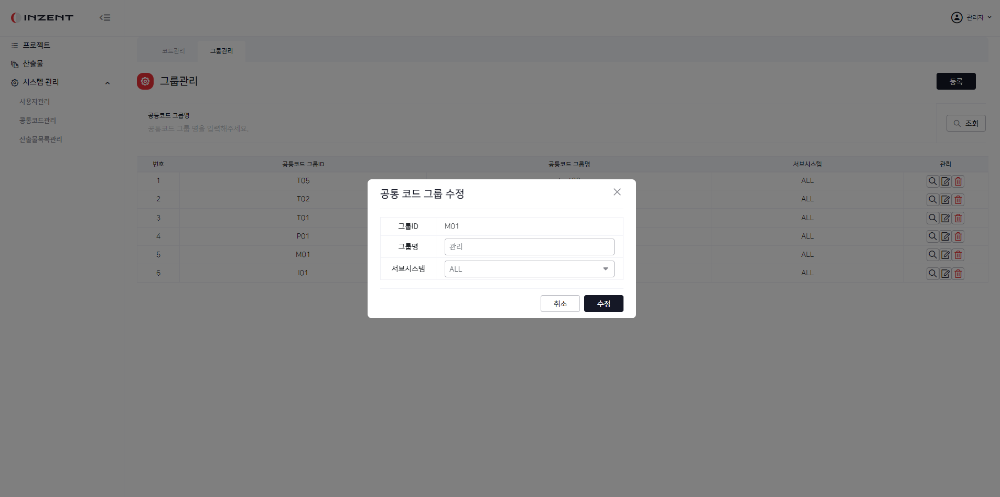 INZENT
관리자
프로젝트
산출물
시스템 관리
사용자관리
공통코드관리
산출물목록관리
코드관리 그룹관리
그룹관리
등록
공통코드 그룹명
공통코드 그룹 명을 입력해주세요.
조회
번호 공통코드 그룹ID 공통코드 그룹명 서브시스템 관리
1 T05 ALL
2 T02 ALL
3 T01 ALL
4 P01 ALL
5 M01 ALL
6 I01 ALL
공통 코드 그룹 수정
그룹ID M01
그룹명 관리
서브시스템 ALL
취소 수정